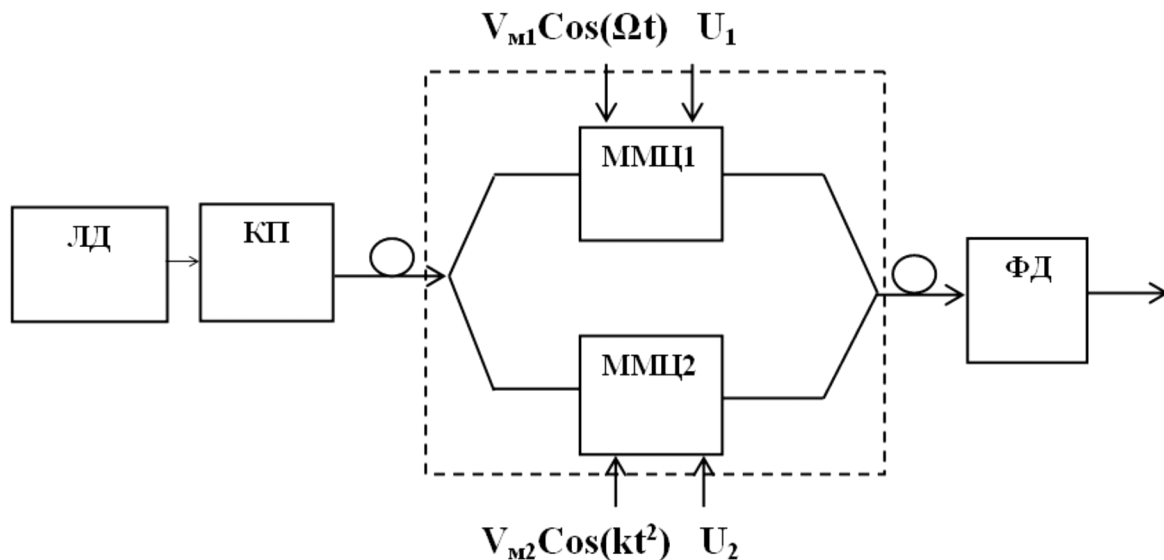 Vм1Cos(Ωt) U1
ММЦ1
ЛД
КП
ФД
ММЦ2
Vм2Cos(kt²) U2